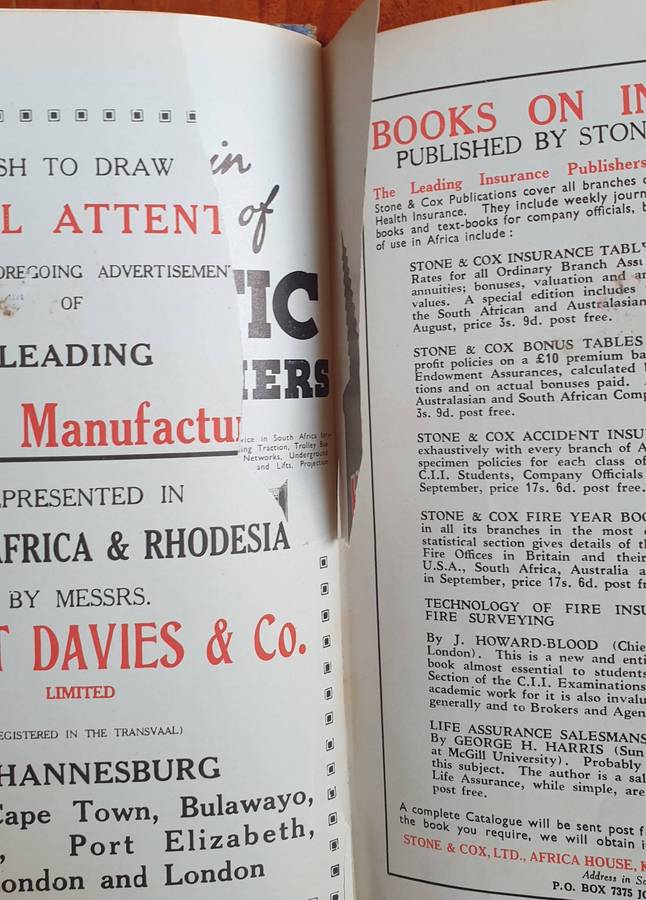 SH TO DRAW
L ATTENT
OREGOING ADVERTISEMEN
OF
LEADING
Manufactu
EPRESENTED IN
AFRICA & RHODESIA
BY MESSRS.
T DAVIES & Co.
LIMITED
EGISTERED IN THE TRANSVAAL)
HANNESBURG
Cape Town, Bulawayo,
, Port Elizabeth,
ondon and London
in
of
TIC
ERS
vice in South Africa for
ing Traction, Trolley Bus
Networks, Underground
and Lifts, Projection
BOOKS ON IN
PUBLISHED BY STON
The Leading Insurance Publishers
Stone & Cox Publications cover all branches o
Health Insurance. They include weekly journ
books and text-books for company officials, b
of use in Africa include :
STONE & COX INSURANCE TABL
Rates for all Ordinary Branch Assu
annuities; bonuses, valuation and an
values. A special edition includes
the South African and Australasian
August, price 3s. 9d. post free.
STONE & COX BONUS TABLES
profit policies on a £10 premium ba
Endowment Assurances, calculated
tions and on actual bonuses paid.
Australasian and South African Comp
3s. 9d. post free.
STONE & COX ACCIDENT INSU
exhaustively with every branch of A
specimen policies for each class of
C.I.I. Students, Company Officials
September, price 17s. 6d. post free.
STONE & COX FIRE YEAR BOO
in all its branches in the most
statistical section gives details of th
Fire Offices in Britain and their
U.S.A., South Africa, Australia a
in September, price 17s. 6d. post fr
TECHNOLOGY OF FIRE INSU
FIRE SURVEYING
By J. HOWARD-BLOOD (Chie
London). This is a new and enti
book almost essential to students
Section of the C.I.I. Examinations
academic work for it is also invalu
generally and to Brokers and Agen
LIFE ASSURANCE SALESMANS
By GEORGE H. HARRIS (Sun
at McGill University). Probably
this subject. The author is a sal
Life Assurance, while simple, are
post free.
A complete Catalogue will be sent post f
the book you require, we will obtain i
STONE & COX, LTD., AFRICA HOUSE, K
Address in So
P.O. BOX 7375 JO